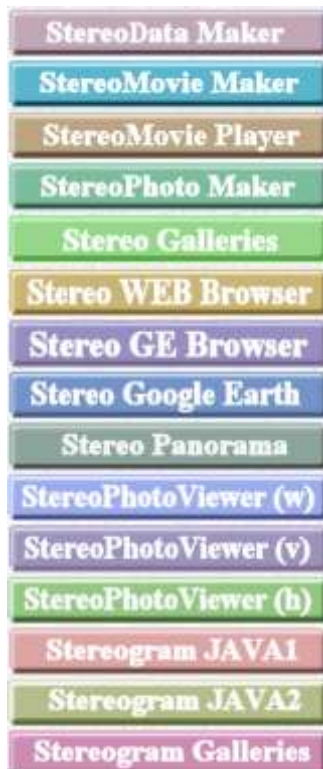 StereoData Maker
StereoMovie Maker
StereoMovie Player
StereoPhoto Maker
Stereo Galleries
Stereo WEB Browser
Stereo GE Browser
Stereo Google Earth
Stereo Panorama
StereoPhotoViewer (w)
StereoPhotoViewer (v)
StereoPhotoViewer (h)
Stereogram JAVA1
Stereogram JAVA2
Stereogram Galleries